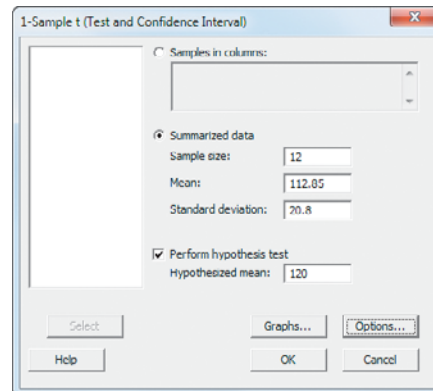 1-Sample t (Test and Confidence Interval)
Samples in columns:
Summarized data
Sample size: 12
Mean: 112.85
Standard deviation: 20.8
Perform hypothesis test
Hypothesized mean: 120
Select Graphs... Options...
Help OK Cancel